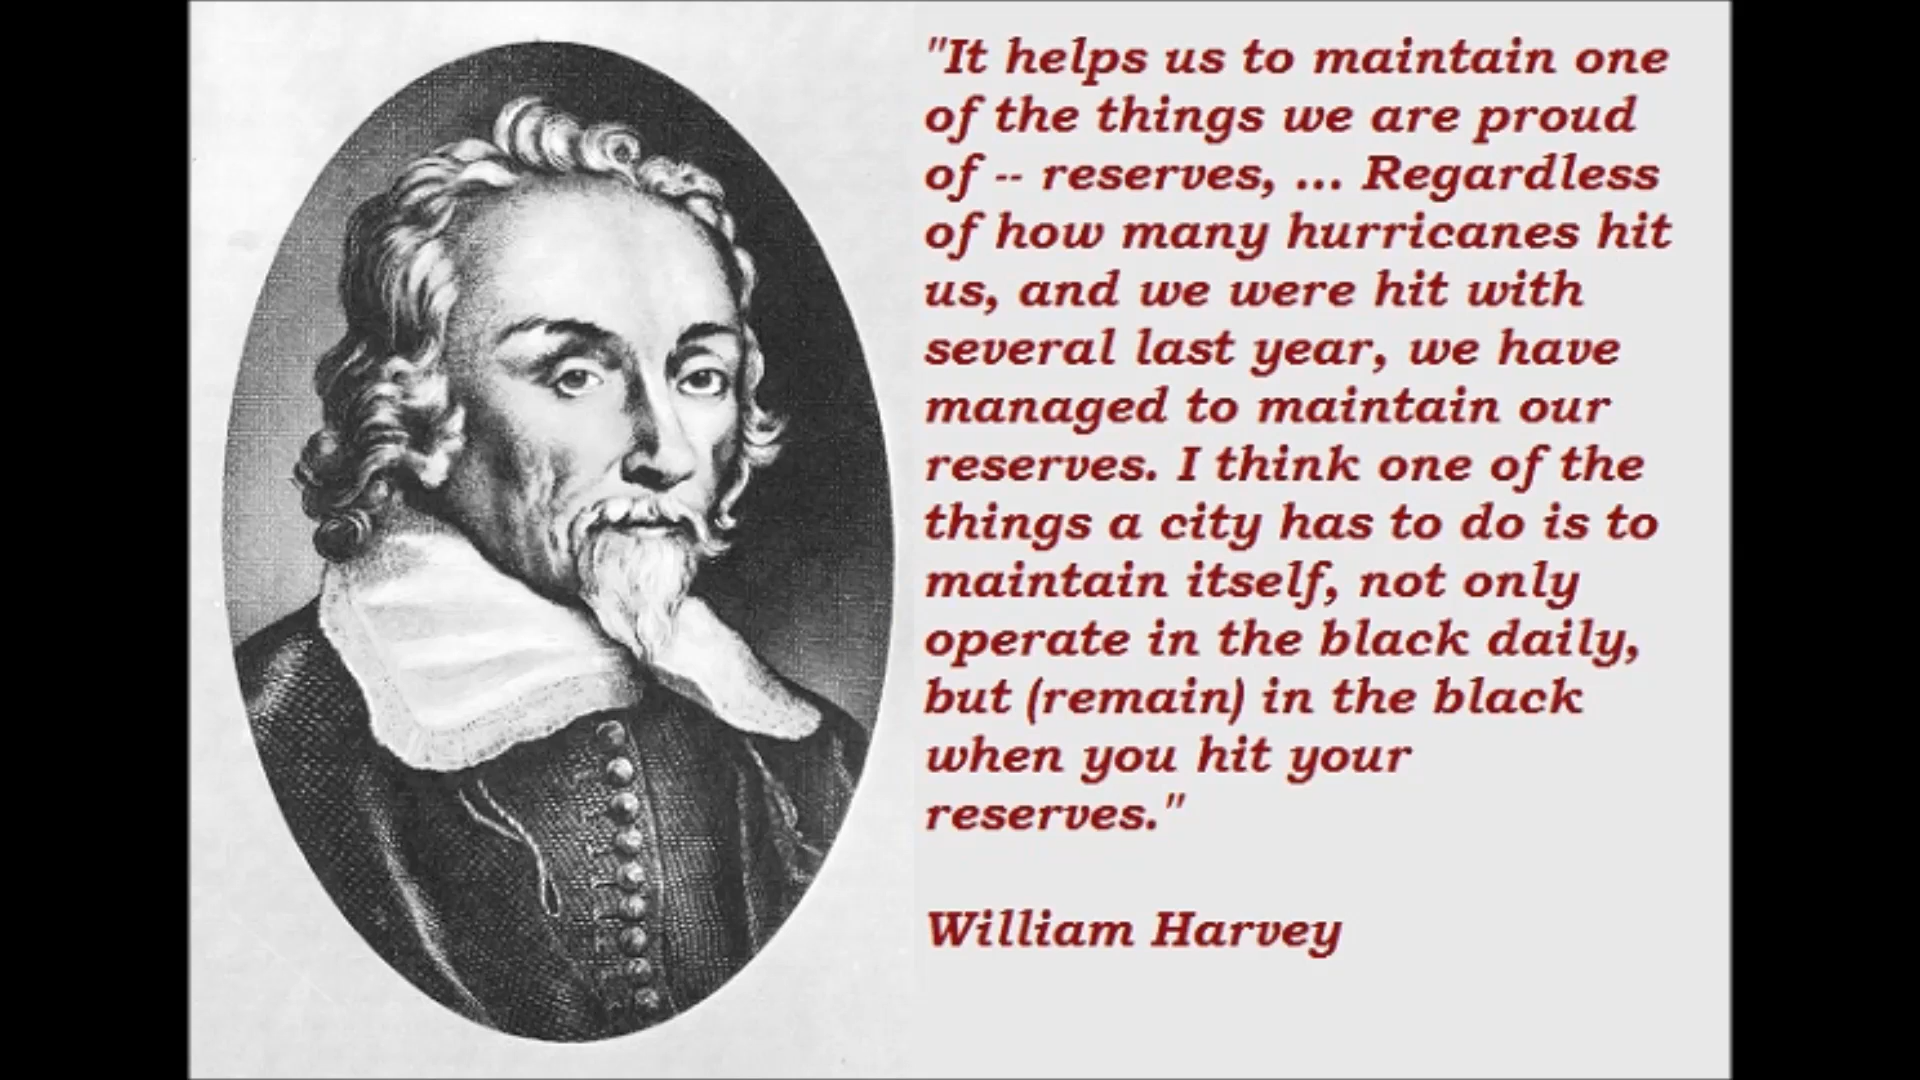 "It helps us to maintain one
of the things we are proud
of -- reserves, ... Regardless
of how many hurricanes hit
us, and we were hit with
several last year, we have
managed to maintain our
reserves. I think one of the
things a city has to do is to
maintain itself, not only
operate in the black daily,
but (remain) in the black
when you hit your
reserves."
William Harvey